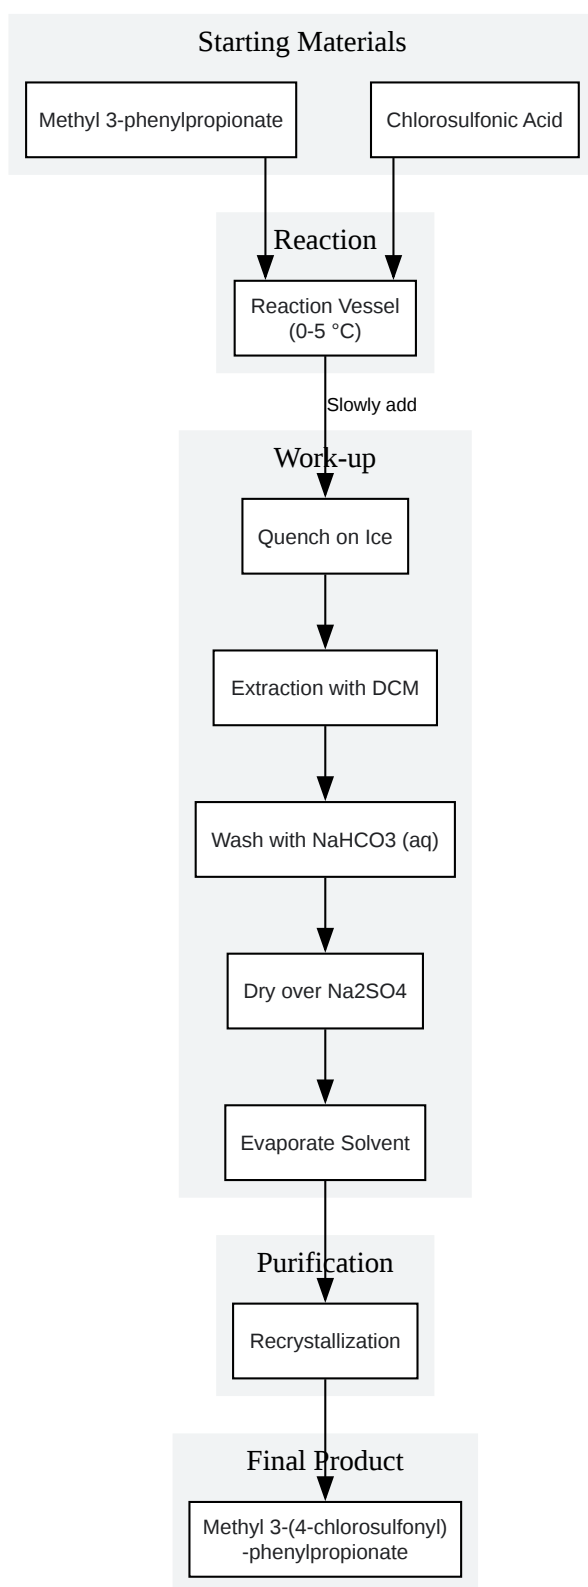 Starting Materials
Methyl 3-phenylpropionate
Chlorosulfonic Acid
Reaction
Reaction Vessel
(0-5 °C)
Slowly add
Work-up
Quench on Ice
Extraction with DCM
Wash with NaHCO3 (aq)
Dry over Na2SO4
Evaporate Solvent
Purification
Recrystallization
Final Product
Methyl 3-(4-chlorosulfonyl)
-phenylpropionate